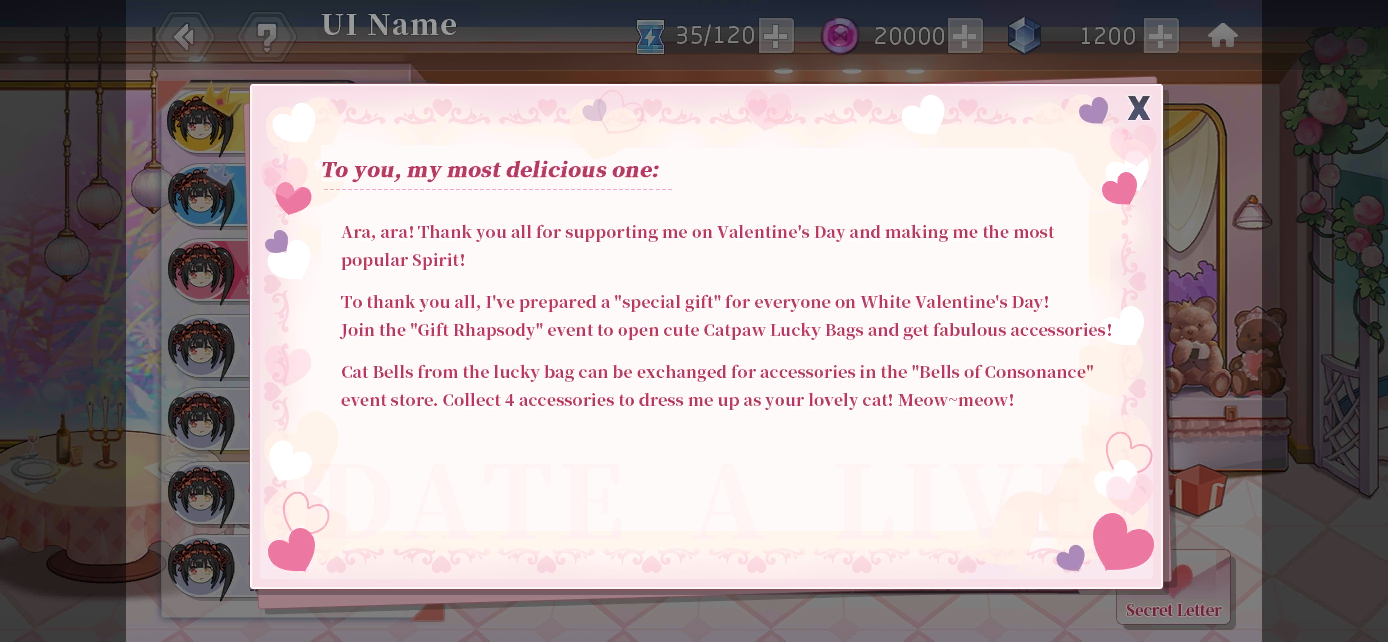 UI Name
35/120
20000
1200
X
To you, my most delicious one:
Ara, ara! Thank you all for supporting me on Valentine's Day and making me the most
popular Spirit!
To thank you all, I've prepared a "special gift" for everyone on White Valentine's Day!
Join the "Gift Rhapsody" event to open cute Catpaw Lucky Bags and get fabulous accessories!
Cat Bells from the lucky bag can be exchanged for accessories in the "Bells of Consonance"
event store. Collect 4 accessories to dress me up as your lovely cat! Meow~meow!
DATE A LIVE
Secret Letter